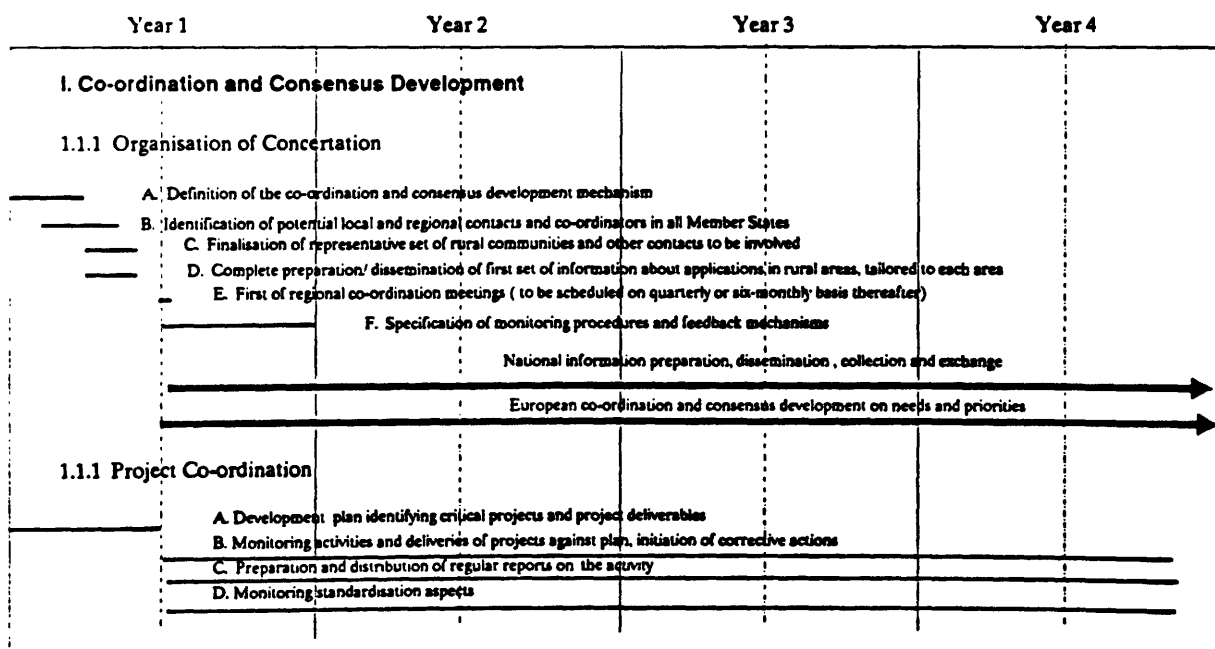 Year 1 Year 2 Year 3 Year 4
I. Co-ordination and Consensus Development
1.1.1 Organisation of Concertation
A. Definition of the co-ordination and consensus development mechanism
B. Identification of potential local and regional contacts and co-ordinators in all Member States
C. Finalisation of representative set of rural communities and other contacts to be involved
D. Complete preparation/ dissemination of first set of information about applications in rural areas, tailored to each area
E. First of regional co-ordination meetings ( to be scheduled on quarterly or six-monthly basis thereafter)
F. Specification of monitoring procedures and feedback mechanisms
National information preparation, dissemination , collection and exchange
European co-ordination and consensus development on needs and priorities
1.1.1 Project Co-ordination
A. Development plan identifying critical projects and project deliverables
B. Monitoring activities and deliveries of projects against plan, initiation of corrective actions
C. Preparation and distribution of regular reports on the activity
D. Monitoring standardisation aspects